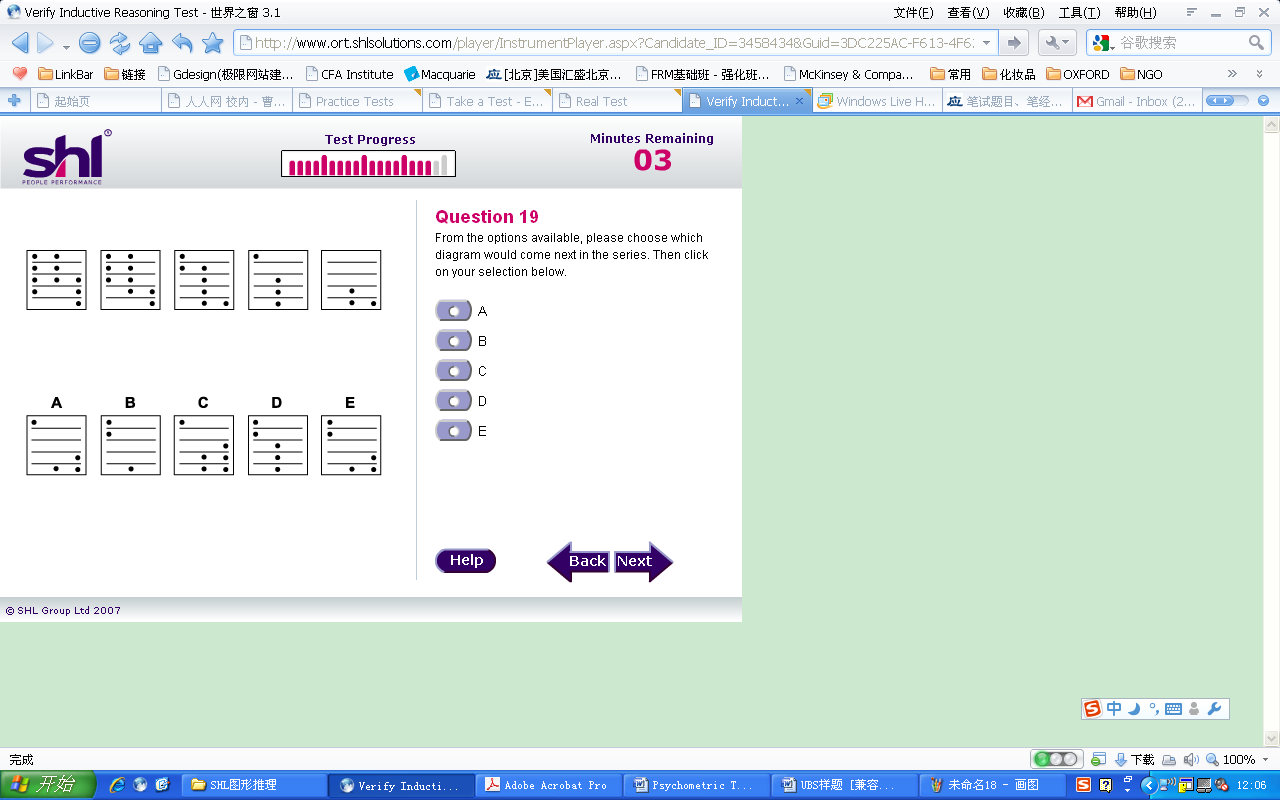 Verify Inductive Reasoning Test - 世界之窗 3.1
文件(F) 查看(V) 收藏(B) 工具(T) 帮助(H)
http://www.ort.shlsolutions.com/player/InstrumentPlayer.aspx?Candidate_ID=3458434&Guid=3DC225AC-F613-4F6
谷歌搜索
LinkBar 链接 Gdesign(极限网站建... CFA Institute Macquarie [北京]美国汇盛北京... FRM基础班 - 强化班... McKinsey & Compa... 常用 化妆品 OXFORD NGO
起始页 人人网 校内 - 曹... Practice Tests Take a Test - E... Real Test Verify Induct... Windows Live H... 笔试题目、笔经... Gmail - Inbox (2...
shl
PEOPLE PERFORMANCE
Test Progress
Minutes Remaining
03
Question 19
From the options available, please choose which
diagram would come next in the series. Then click
on your selection below.
A
B
C
D
E
A B C D E
Help Back Next
© SHL Group Ltd 2007
中
完成
下载 100%
开始 SHL图形推理 Verify Inducti... Adobe Acrobat Pro Psychometric T... UBS样题 [兼容... 未命名18 - 画图 12:06